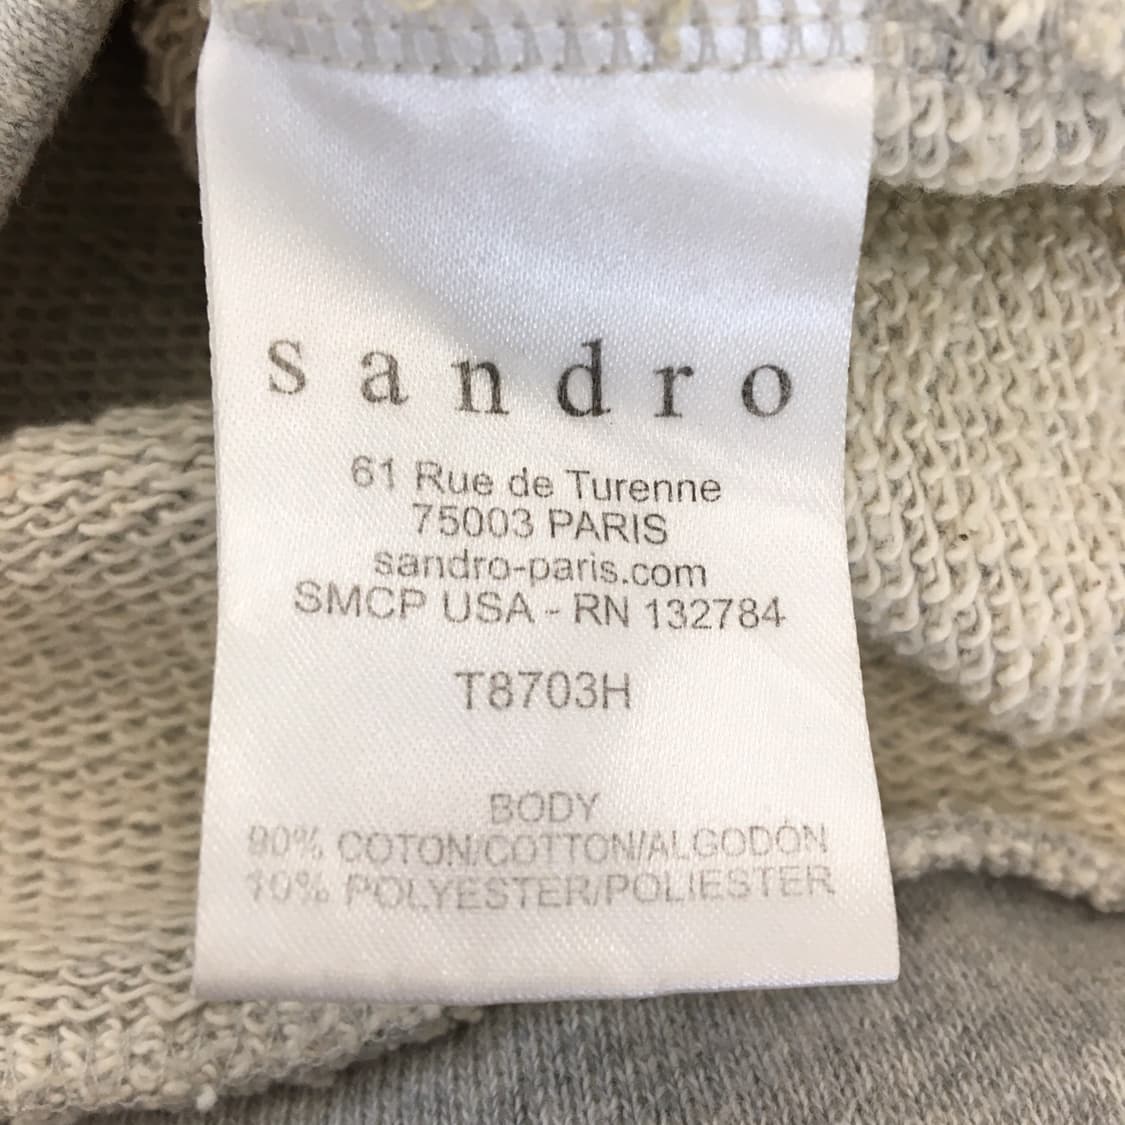 sandro
61 Rue de Turenne
75003 PARIS
sandro-paris.com
SMCP USA - RN 132784
T8703H
BODY
90% COTON/COTTON/ALGODÓN
10% POLYESTER/POLIESTER